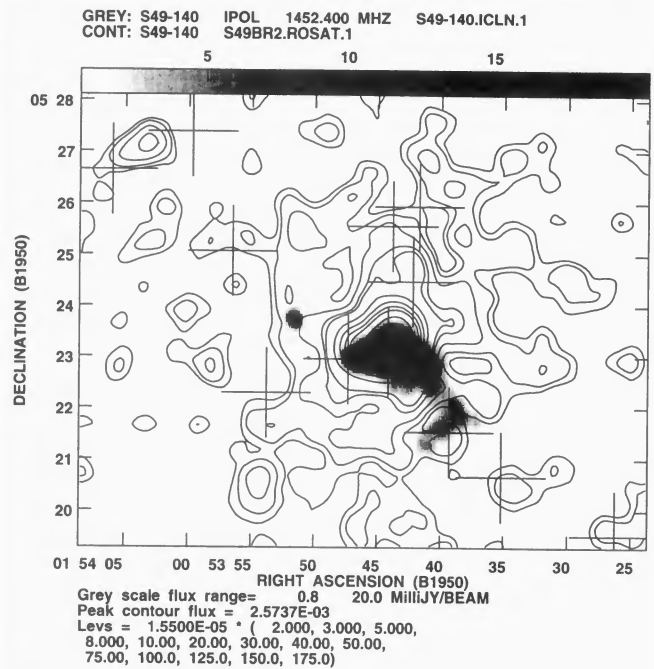 GREY: S49-140 IPOL 1452.400 MHZ S49-140.ICLN.1
CONT: S49-140 S49BR2.ROSAT.1
5 10 15
05 28
27
26
25
24
23
22
21
20
DECLINATION (B1950)
01 54 05 00 53 55 50 45 40 35 30 25
RIGHT ASCENSION (B1950)
Grey scale flux range= 0.8 20.0 MilliJY/BEAM
Peak contour flux = 2.5737E-03
Levs = 1.5500E-05 * ( 2.000, 3.000, 5.000,
8.000, 10.00, 20.00, 30.00, 40.00, 50.00,
75.00, 100.0, 125.0, 150.0, 175.0)